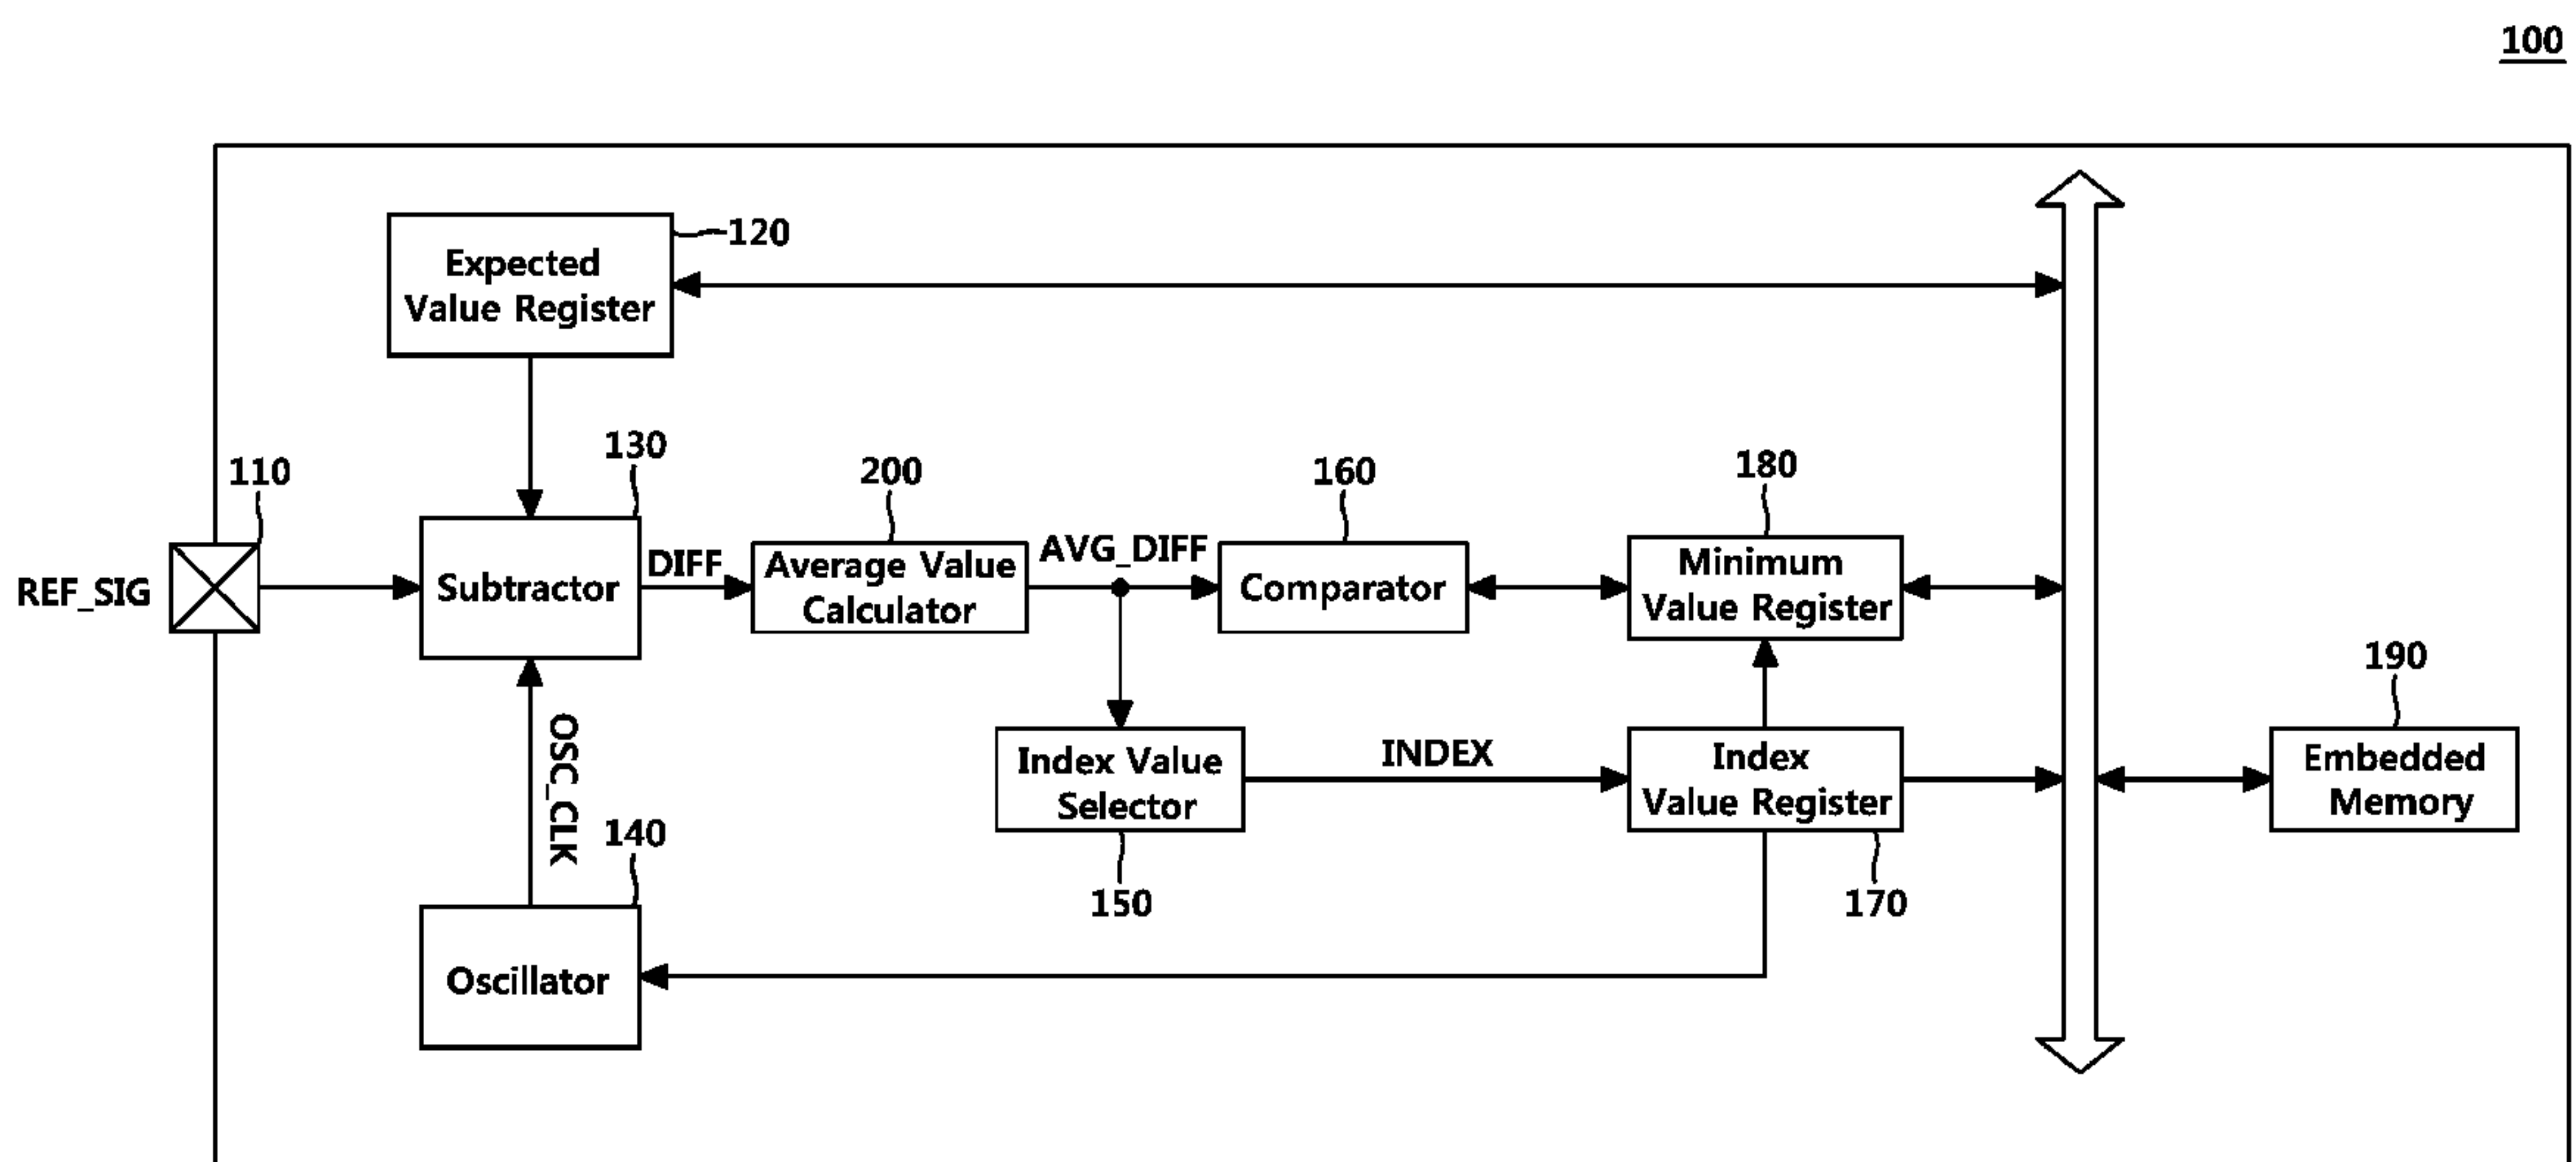 100
120
Expected
Value Register
130
110
200
160
180
REF_SIG
Subtractor
DIFF
Average Value
Calculator
AVG_DIFF
Comparator
Minimum
Value Register
190
OSC_CLK
Index Value
Selector
INDEX
Index
Value Register
Embedded
Memory
140
150
170
Oscillator